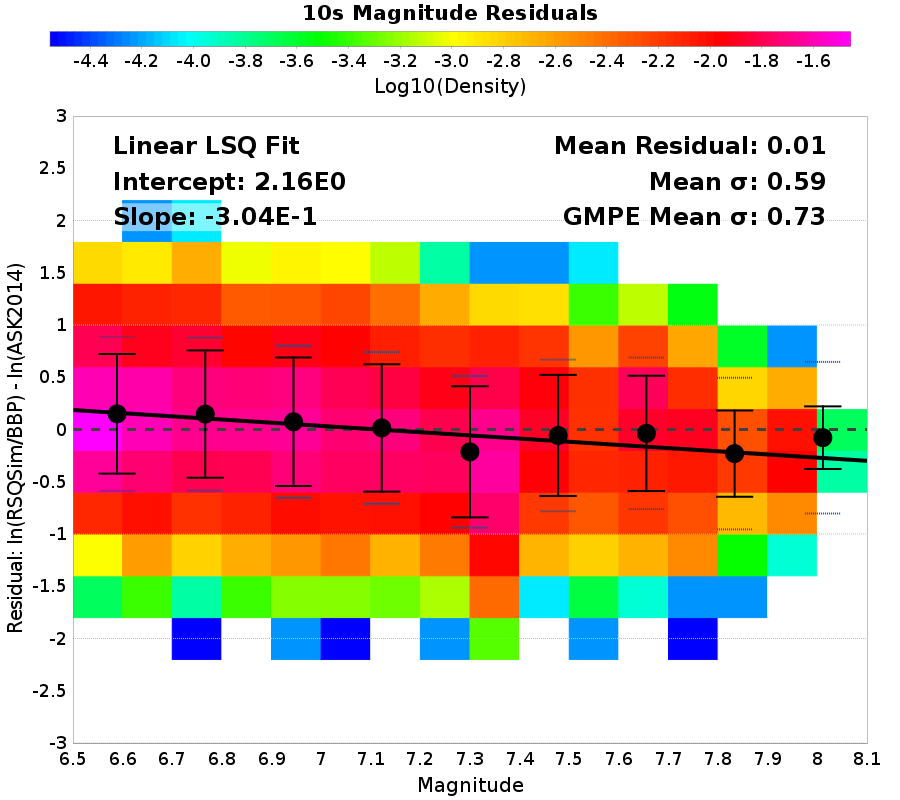 10s Magnitude Residuals
-4.4 -4.2 -4.0 -3.8 -3.6 -3.4 -3.2 -3.0 -2.8 -2.6 -2.4 -2.2 -2.0 -1.8 -1.6
Log10(Density)
Linear LSQ Fit
Intercept: 2.16E0
Slope: -3.04E-1
Mean Residual: 0.01
Mean σ: 0.59
GMPE Mean σ: 0.73
Residual: ln(RSQSim/BBP) - ln(ASK2014)
3
2.5
2
1.5
1
0.5
0
-0.5
-1
-1.5
-2
-2.5
-3
6.5 6.6 6.7 6.8 6.9 7 7.1 7.2 7.3 7.4 7.5 7.6 7.7 7.8 7.9 8 8.1
Magnitude